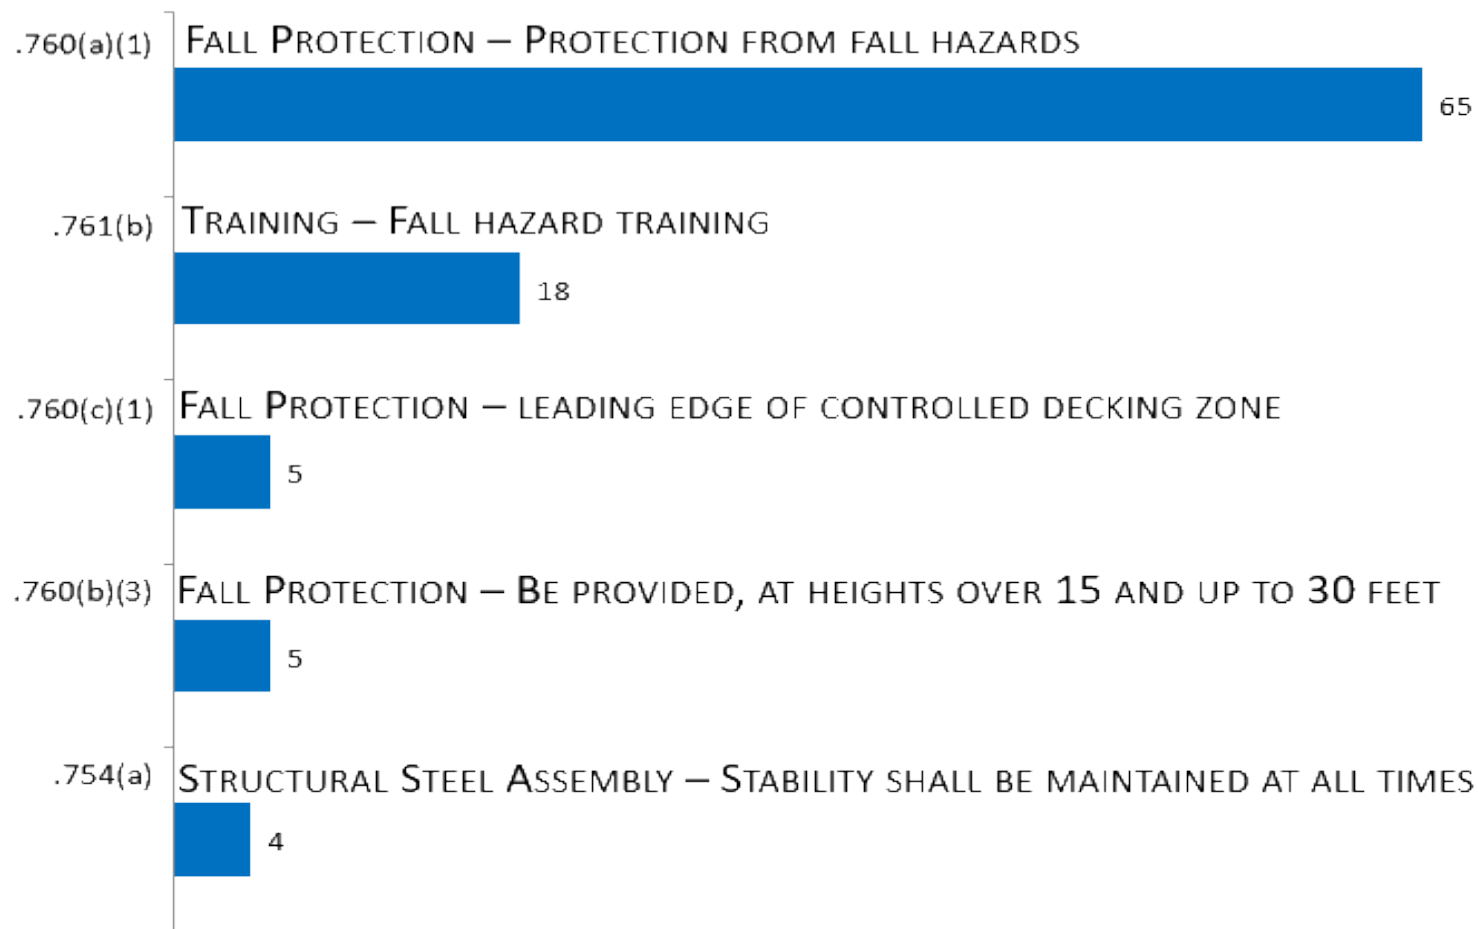 .760(a)(1) FALL PROTECTION – PROTECTION FROM FALL HAZARDS
65
.761(b) TRAINING – FALL HAZARD TRAINING
18
.760(c)(1) FALL PROTECTION – LEADING EDGE OF CONTROLLED DECKING ZONE
5
.760(b)(3) FALL PROTECTION – BE PROVIDED, AT HEIGHTS OVER 15 AND UP TO 30 FEET
5
.754(a) STRUCTURAL STEEL ASSEMBLY – STABILITY SHALL BE MAINTAINED AT ALL TIMES
4